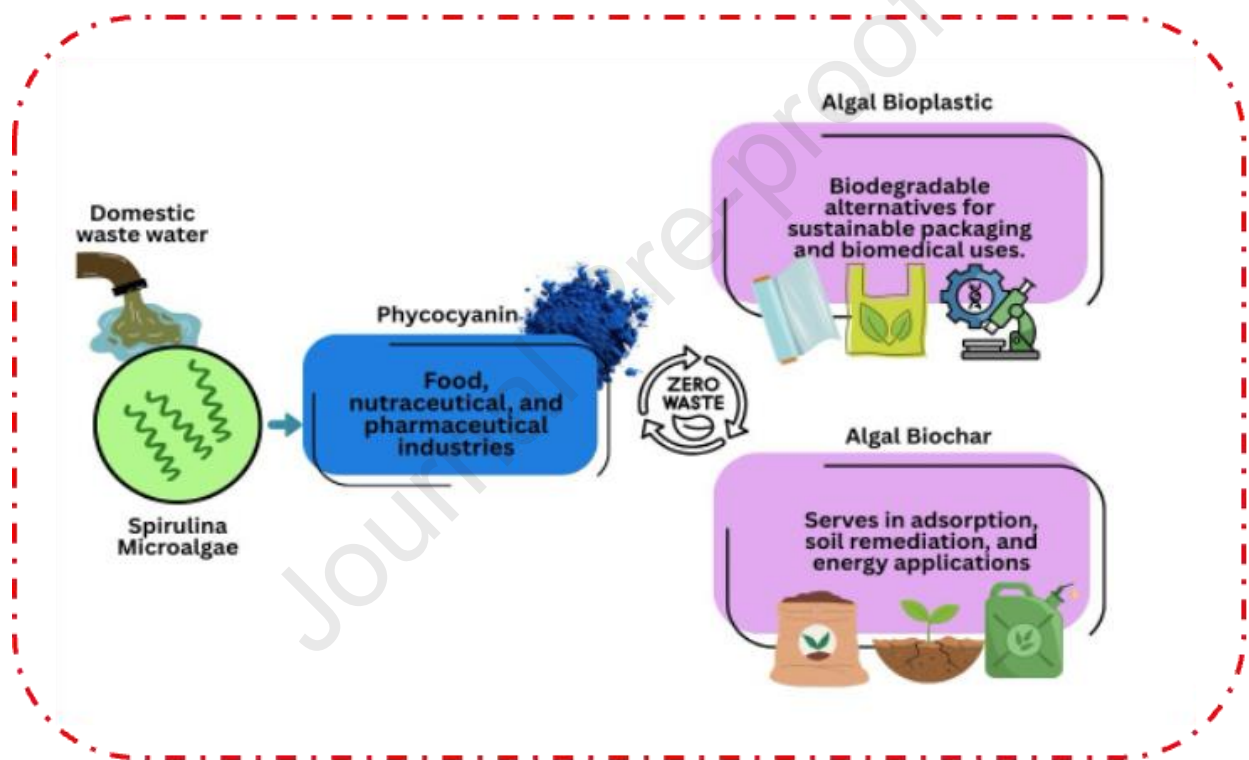 Domestic
waste water
Spirulina
Microalgae
Phycocyanin
Food,
nutraceutical, and
pharmaceutical
industries
ZERO
WASTE
Algal Bioplastic
Biodegradable
alternatives for
sustainable packaging
and biomedical uses.
Algal Biochar
Serves in adsorption,
soil remediation, and
energy applications
Journal Pre-proof